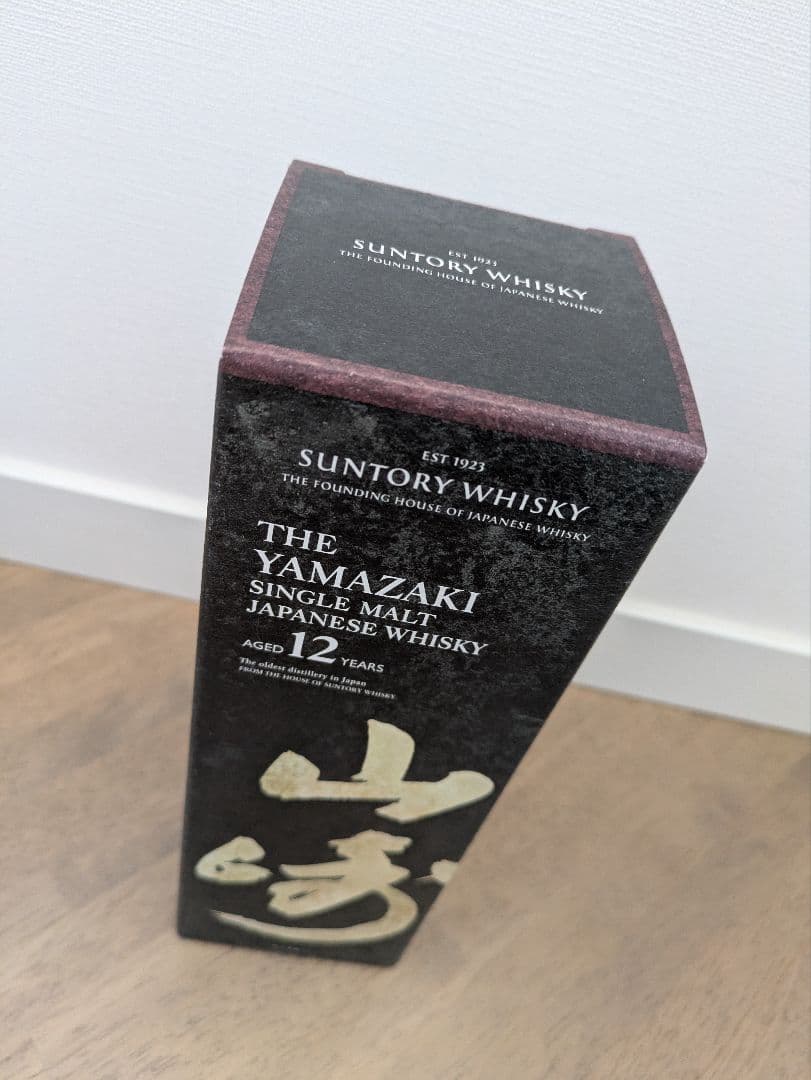 EST 1923
SUNTORY WHISKY
THE FOUNDING HOUSE OF JAPANESE WHISKY
EST 1923
SUNTORY WHISKY
THE FOUNDING HOUSE OF JAPANESE WHISKY
THE
YAMAZAKI
SINGLE MALT
JAPANESE WHISKY
AGED 12 YEARS
The oldest distillery in Japan
FROM THE HOUSE OF SUNTORY WHISKY
山
崎